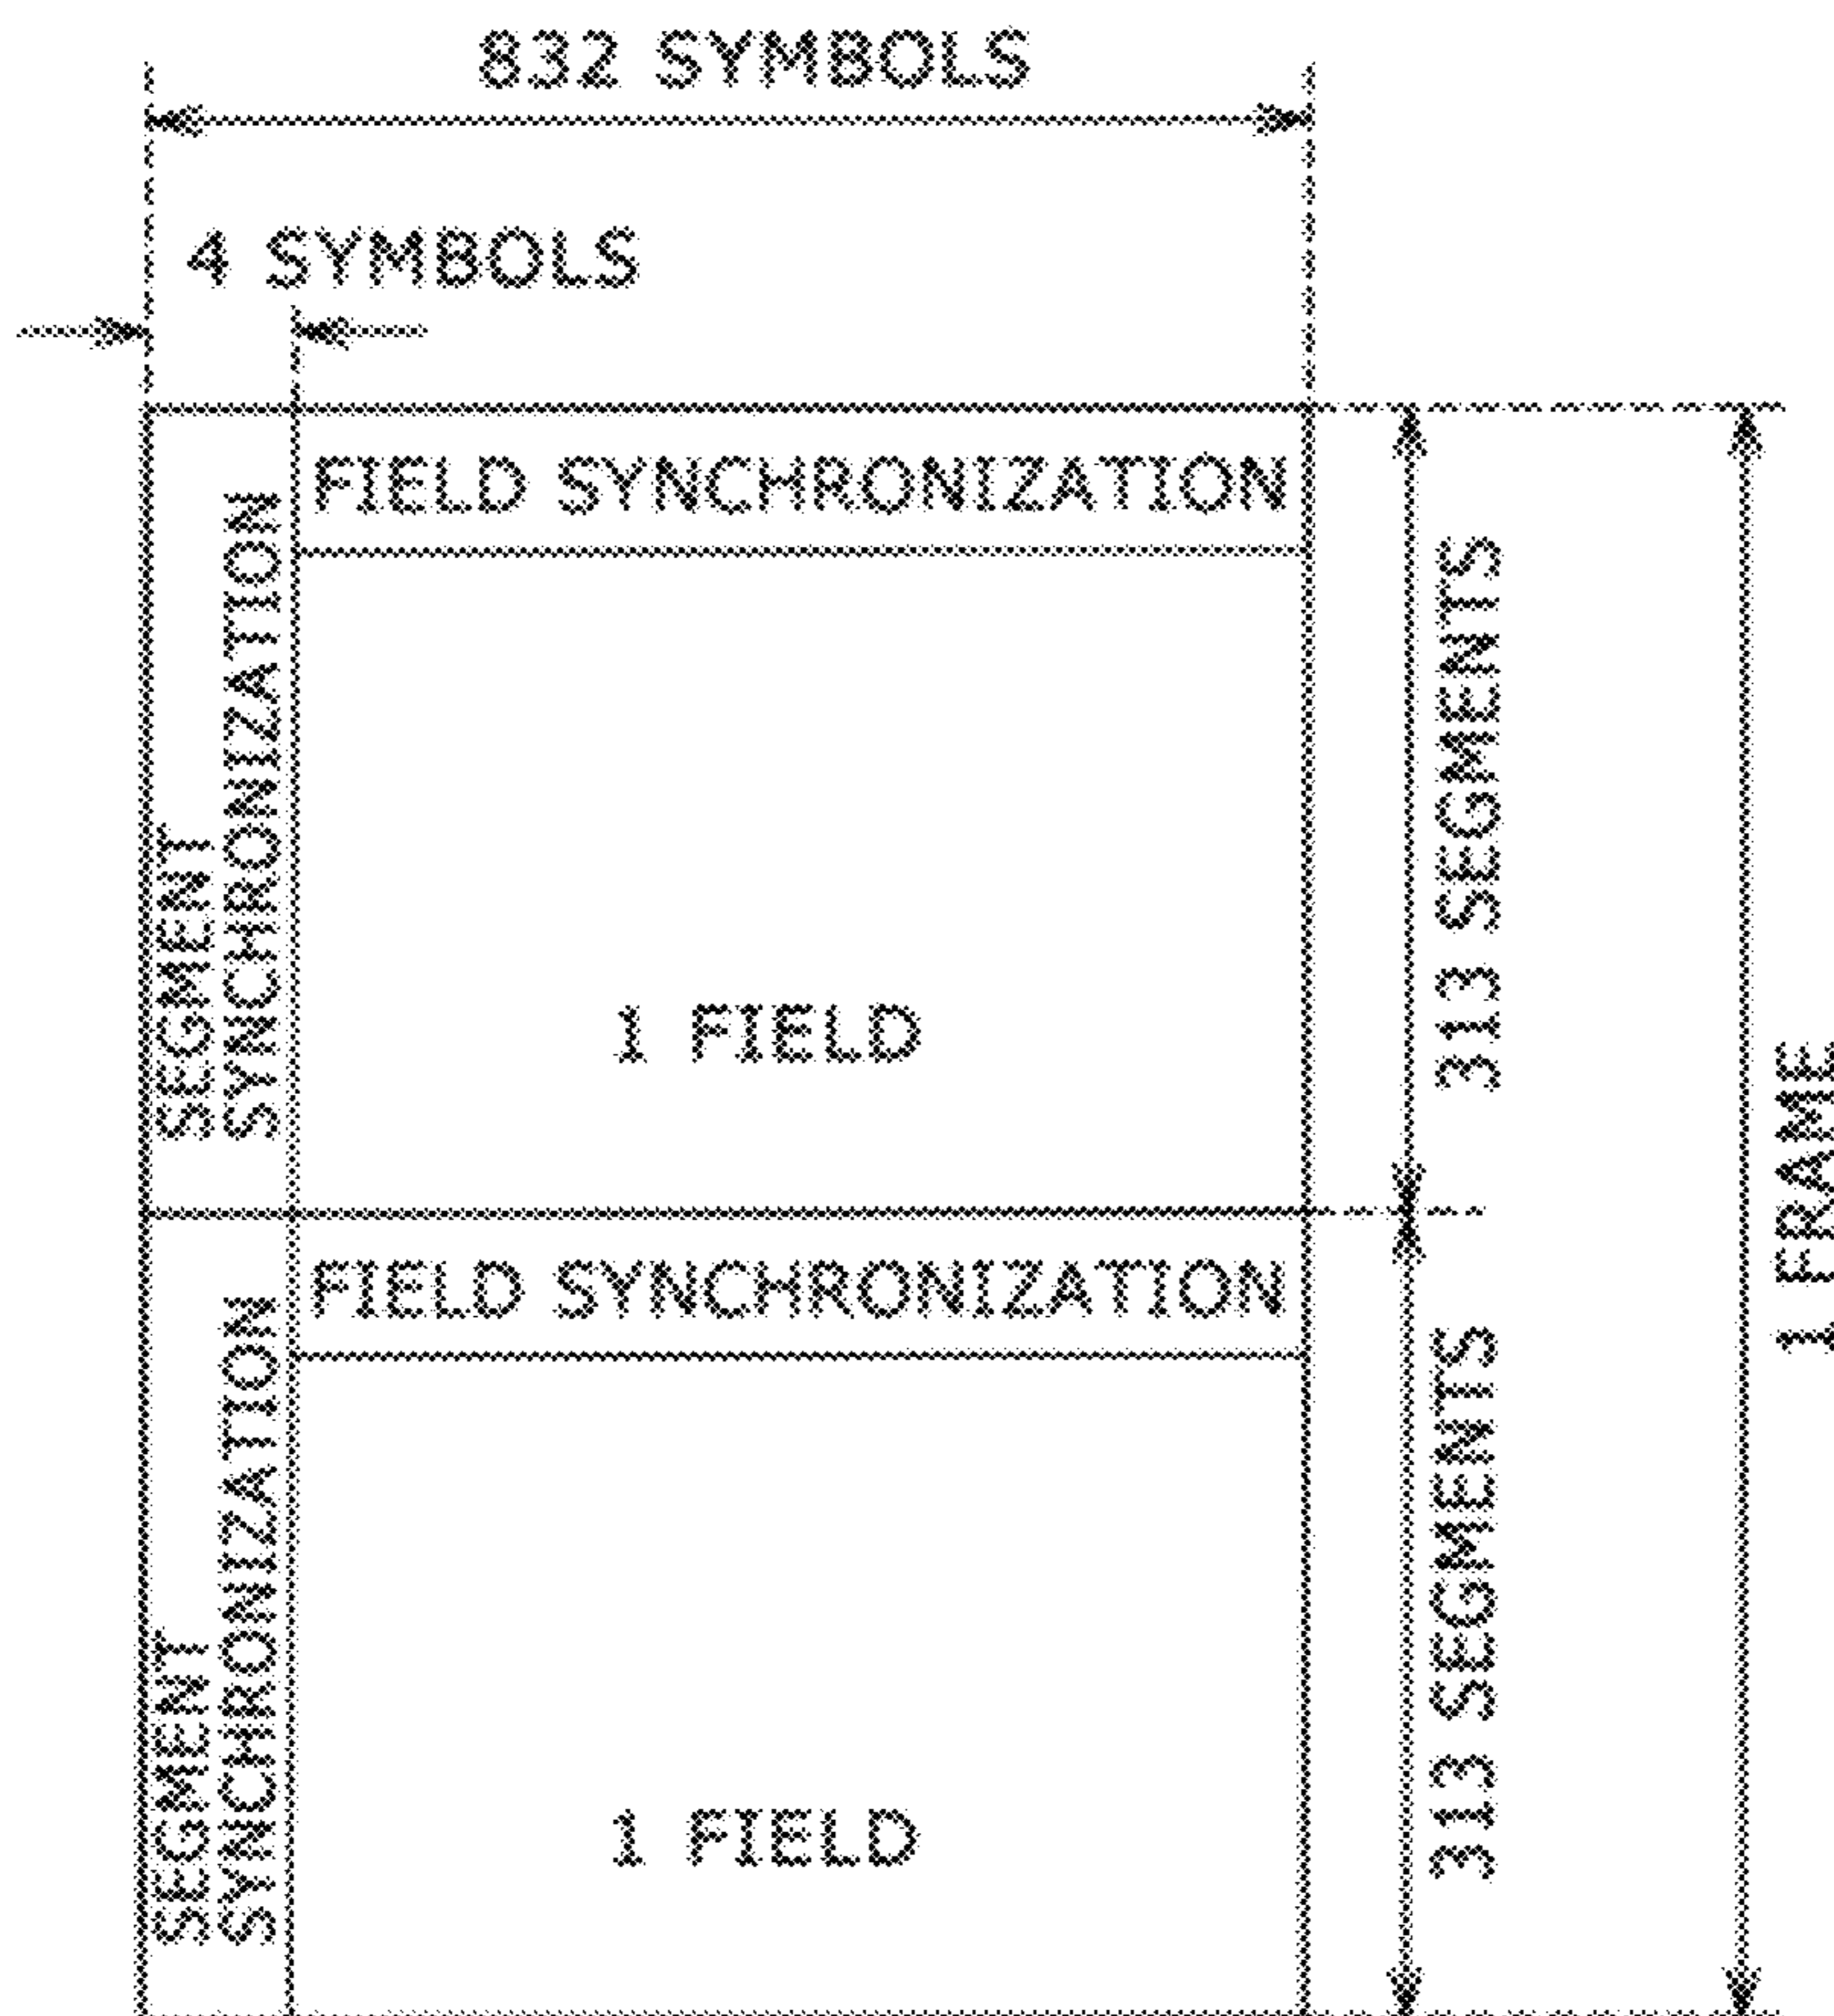 832 SYMBOLS
4 SYMBOLS
FIELD SYNCHRONIZATION
SEGMENT
SYNCHRONIZATION
1 FIELD
313 SEGMENTS
1 FRAME
FIELD SYNCHRONIZATION
SEGMENT
SYNCHRONIZATION
1 FIELD
313 SEGMENTS